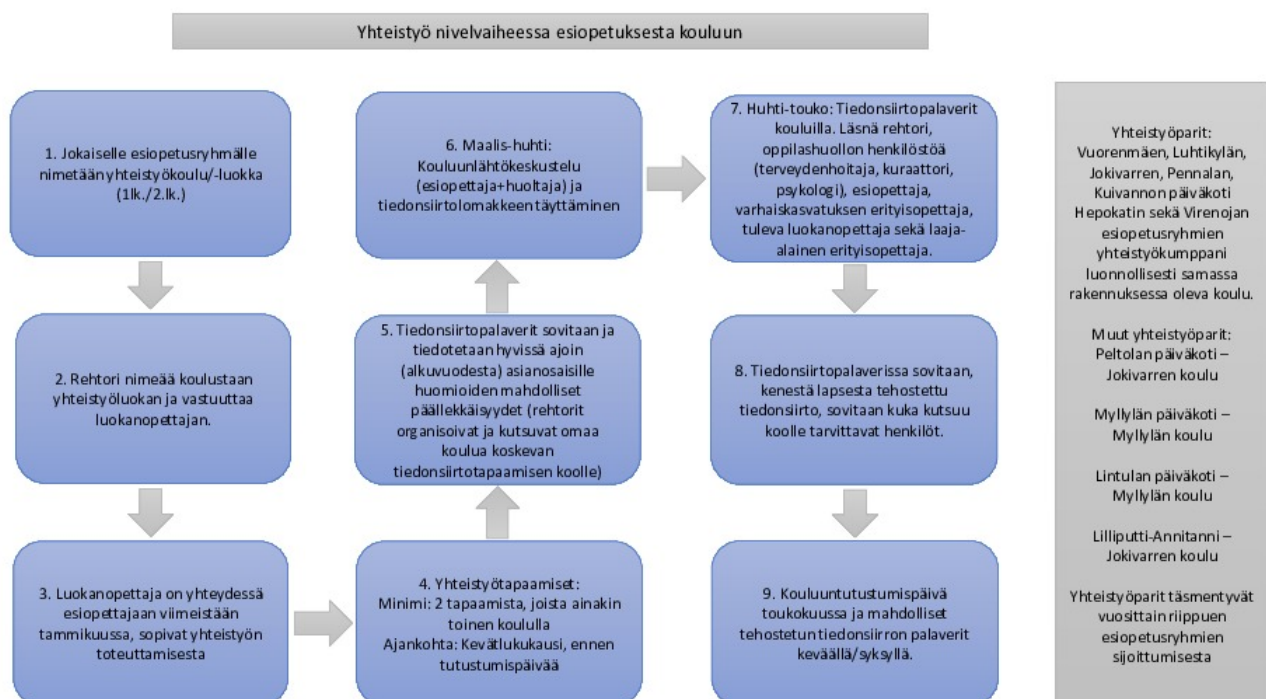 Yhteistyö nivelvaiheessa esiopetuksesta kouluun
1. Jokaiselle esiopetusryhmälle
nimetään yhteistyökoulu/-luokka
(1lk./2.lk.)
2. Rehtori nimeää koulustaan
yhteistyöluokan ja vastuuttaa
luokanopettajan.
3. Luokanopettaja on yhteydessä
esiopettajaan viimeistään
tammikuussa, sopivat yhteistyön
toteuttamisesta
4. Yhteistyötapaamiset:
Minimi: 2 tapaamista, joista ainakin
toinen koululla
Ajankohta: Kevätlukukausi, ennen
tutustumispäivää
5. Tiedonsiirtopalaverit sovitaan ja
tiedotetaan hyvissä ajoin
(alkuvuodesta) asianosaisille
huomioiden mahdolliset
päällekkäisyydet (rehtorit
organisoivat ja kutsuvat omaa
koulua koskevan
tiedonsiirtotapaamisen koolle)
6. Maalis-huhti:
Kouluunlähtökeskustelu
(esiopettaja+huoltaja) ja
tiedonsiirtolomakkeen täyttäminen
7. Huhti-touko: Tiedonsiirtopalaverit
kouluilla. Läsnä rehtori,
oppilashuollon henkilöstöä
(terveydenhoitaja, kuraattori,
psykologi), esiopettaja,
varhaiskasvatuksen erityisopettaja,
tuleva luokanopettaja sekä laaja-
alainen erityisopettaja.
8. Tiedonsiirtopalaverissa sovitaan,
kenestä lapsesta tehostettu
tiedonsiirto, sovitaan kuka kutsuu
koolle tarvittavat henkilöt.
9. Kouluuntutustumispäivä
toukokuussa ja mahdolliset
tehostetun tiedonsiirron palaverit
keväällä/syksyllä.
Yhteistyöparit:
Vuorenmäen, Luhtikylän,
Jokivarren, Pennalan,
Kuivannon päiväkoti
Hepokatin sekä Virenojan
esiopetusryhmien
yhteistyökumppani
luonnollisesti samassa
rakennuksessa oleva koulu.
Muut yhteistyöparit:
Peltolan päiväkoti –
Jokivarren koulu
Myllylän päiväkoti –
Myllylän koulu
Lintulan päiväkoti –
Myllylän koulu
Lilliputti-Annitanni –
Jokivarren koulu
Yhteistyöparit täsmentyvät
vuosittain riippuen
esiopetusryhmien
sijoittumisesta